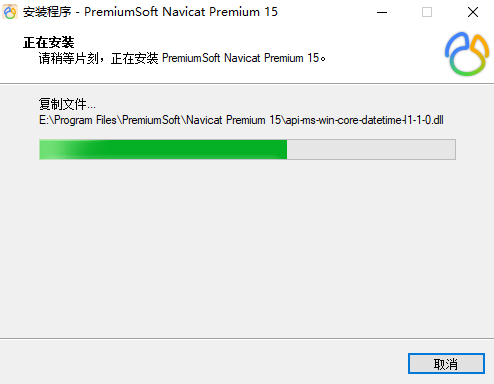 安装程序 - PremiumSoft Navicat Premium 15
正在安装
请稍等片刻，正在安装 PremiumSoft Navicat Premium 15。
复制文件...
E:\Program Files\PremiumSoft\Navicat Premium 15\api-ms-win-core-datetime-l1-1-0.dll
取消